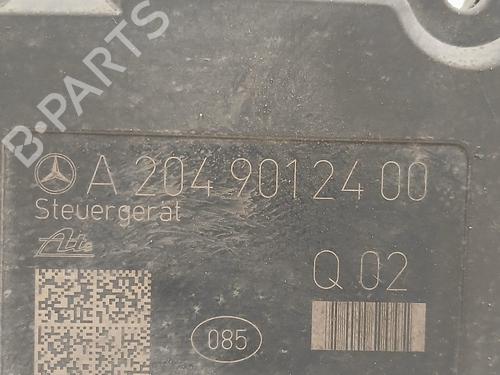 B-PARTS
A 204 901 24 00
Steuergerät
Ate
Q 02
085